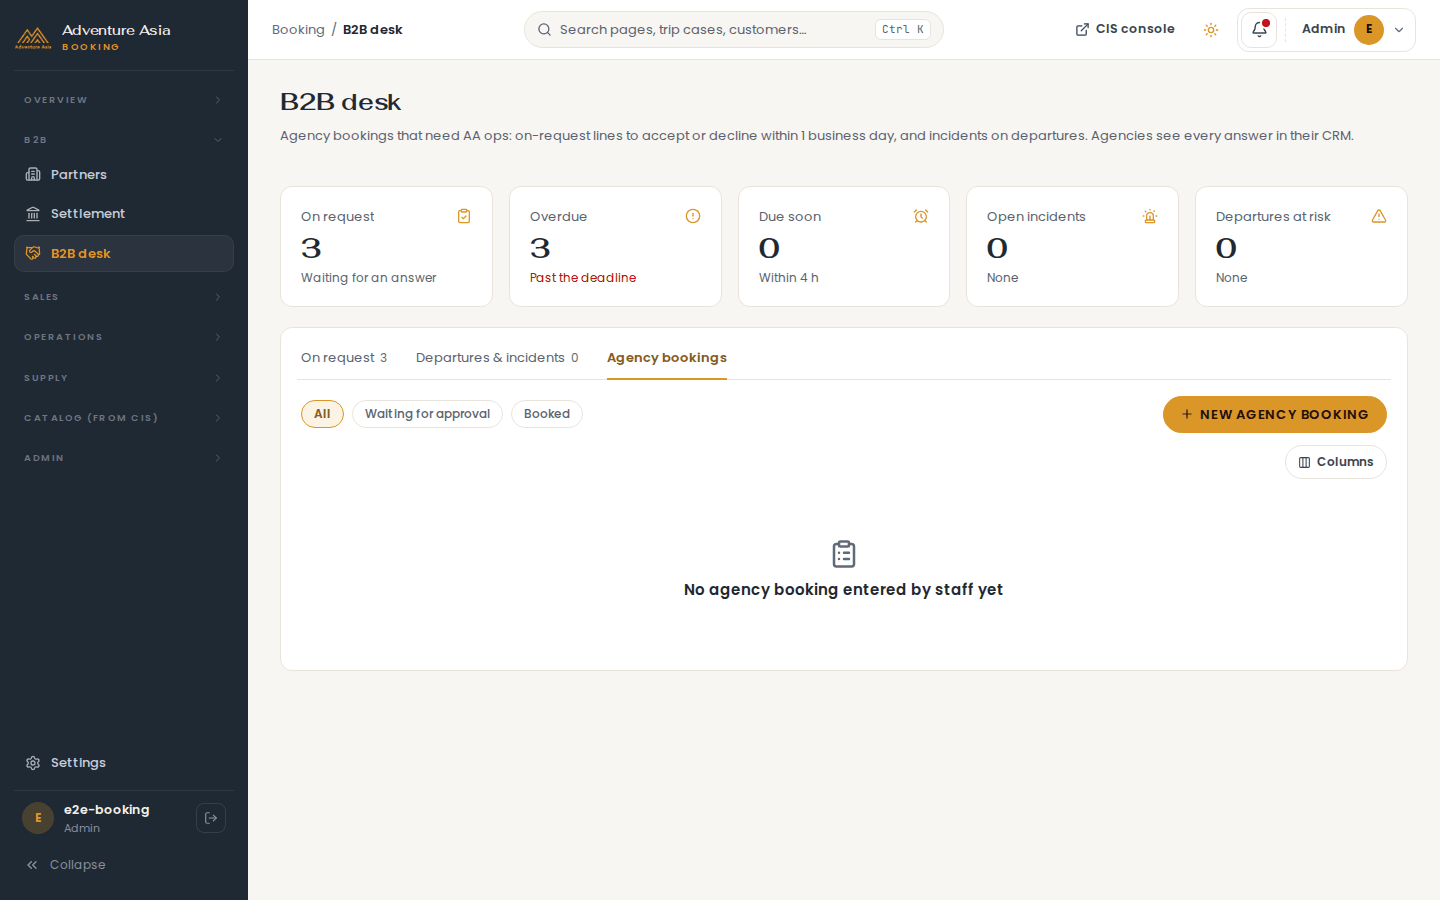 Adventure Asia
BOOKING
Adventure Asia
OVERVIEW
B2B
Partners
Settlement
B2B desk
SALES
OPERATIONS
SUPPLY
CATALOG (FROM CIS)
ADMIN
Settings
E
e2e-booking
Admin
Collapse
Booking / B2B desk
Search pages, trip cases, customers...
Ctrl K
CIS console
Admin
E
B2B desk
Agency bookings that need AA ops: on-request lines to accept or decline within 1 business day, and incidents on departures. Agencies see every answer in their CRM.
On request
3
Waiting for an answer
Overdue
3
Past the deadline
Due soon
0
Within 4 h
Open incidents
0
None
Departures at risk
0
None
On request 3
Departures & incidents 0
Agency bookings
All
Waiting for approval
Booked
+ NEW AGENCY BOOKING
Columns
No agency booking entered by staff yet